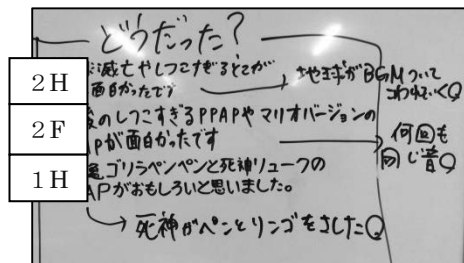 どうだった?
滅亡やしつこすぎるとこが
面白かったです
地球がBGMついて
こわれていくQ
2H
後のしつこすぎるPPAPやマリオバージョンの
Pが面白かったです
何回も
同じ音Q
2F
ゴリラペンペンと死神リュークの
APがおもしろいと思いました。
1H
死神がペンとリンゴをさしたQ